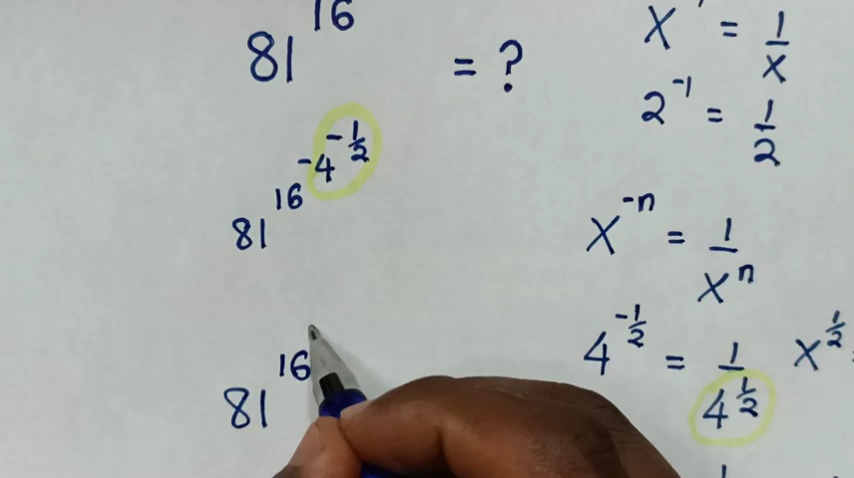 81^16 = ?
81^16^-4^-1/2
81^16
x = 1/x
2^-1 = 1/2
x^-n = 1/x^n
4^-1/2 = 1/4^1/2 x^1/2